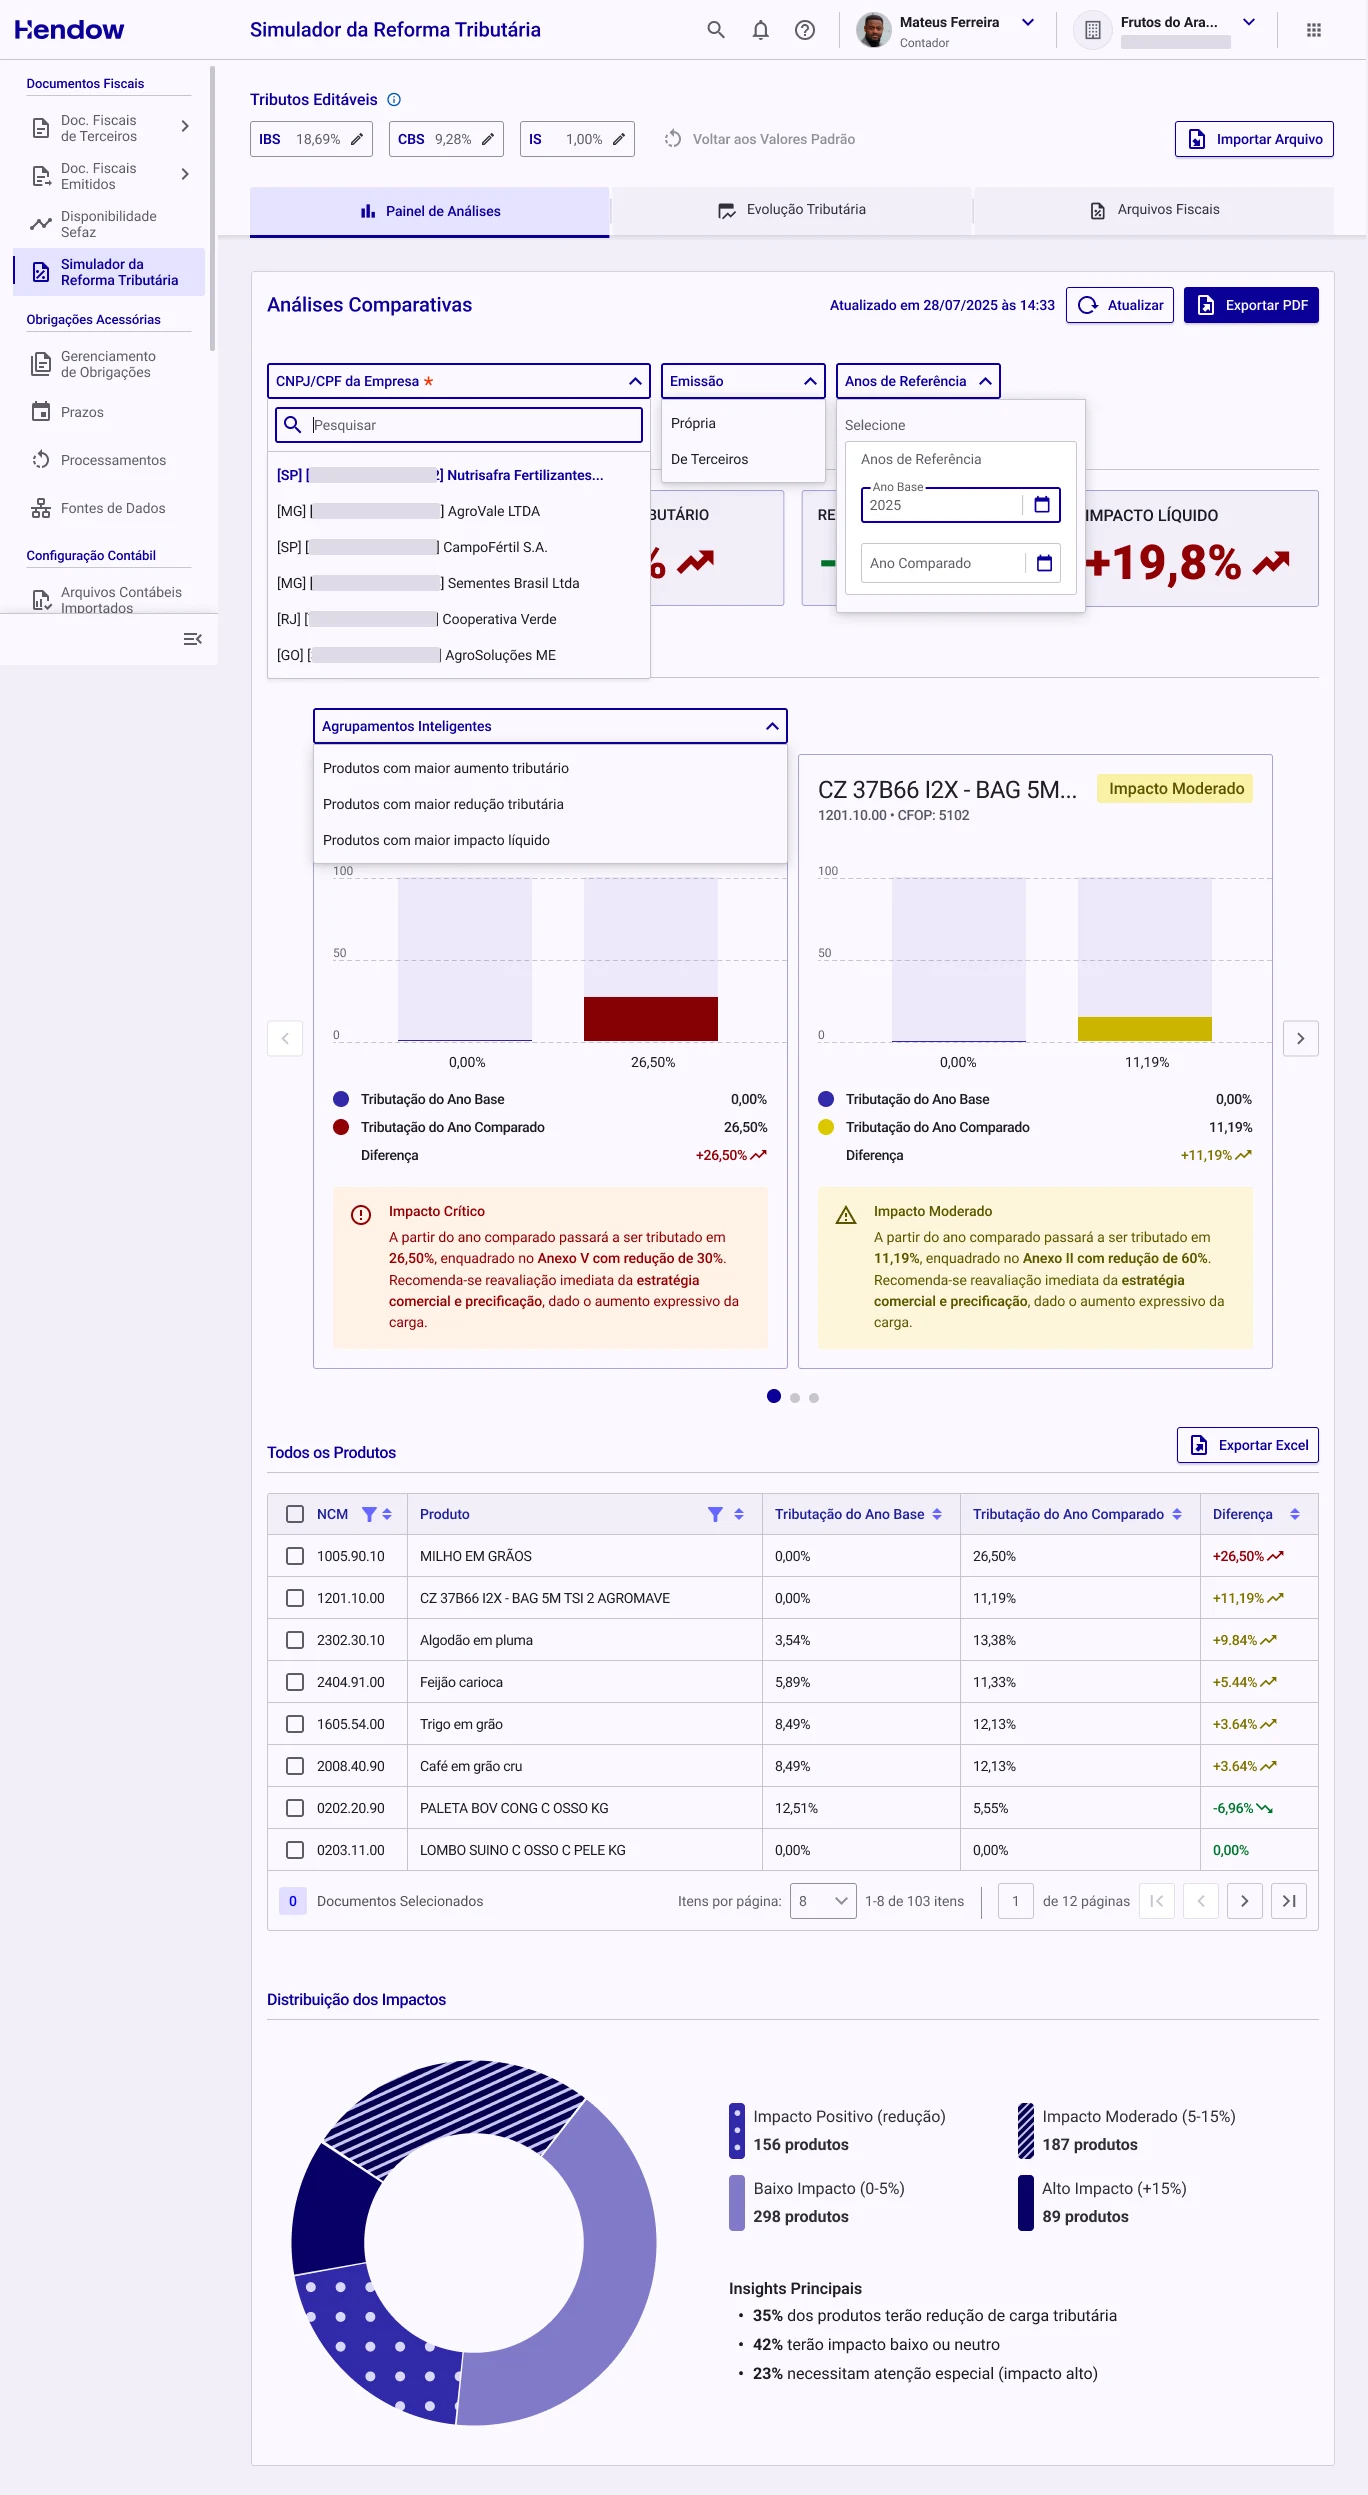 Hendow
Simulador da Reforma Tributária
Mateus Ferreira
Contador
Frutos do Ara...
Documentos Fiscais
Doc. Fiscais
de Terceiros
Doc. Fiscais
Emitidos
Disponibilidade
Sefaz
Simulador da
Reforma Tributária
Obrigações Acessórias
Gerenciamento
de Obrigações
Prazos
Processamentos
Fontes de Dados
Configuração Contábil
Arquivos Contábeis
Importados
Tributos Editáveis
IBS 18,69%
CBS 9,28%
IS 1,00%
Voltar aos Valores Padrão
Importar Arquivo
Painel de Análises
Evolução Tributária
Arquivos Fiscais
Análises Comparativas
Atualizado em 28/07/2025 às 14:33
Atualizar
Exportar PDF
CNPJ/CPF da Empresa *
Pesquisar
[SP] [ ] Nutrisafra Fertilizantes...
[MG] [ ] AgroVale LTDA
[SP] [ ] CampoFértil S.A.
[MG] [ ] Sementes Brasil Ltda
[RJ] [ ] Cooperativa Verde
[GO] [ ] AgroSoluções ME
Emissão
Própria
De Terceiros
Anos de Referência
Selecione
Anos de Referência
Ano Base
2025
Ano Comparado
BUTÁRIO
%
RE
-
IMPACTO LÍQUIDO
+19,8%
Agrupamentos Inteligentes
Produtos com maior aumento tributário
Produtos com maior redução tributária
Produtos com maior impacto líquido
100
50
0
0,00%
26,50%
Tributação do Ano Base 0,00%
Tributação do Ano Comparado 26,50%
Diferença +26,50%
Impacto Crítico
A partir do ano comparado passará a ser tributado em
26,50%, enquadrado no Anexo V com redução de 30%.
Recomenda-se reavaliação imediata da estratégia
comercial e precificação, dado o aumento expressivo da
carga.
CZ 37B66 I2X - BAG 5M...
Impacto Moderado
1201.10.00 • CFOP: 5102
100
50
0
0,00%
11,19%
Tributação do Ano Base 0,00%
Tributação do Ano Comparado 11,19%
Diferença +11,19%
Impacto Moderado
A partir do ano comparado passará a ser tributado em
11,19%, enquadrado no Anexo II com redução de 60%.
Recomenda-se reavaliação imediata da estratégia
comercial e precificação, dado o aumento expressivo da
carga.
Todos os Produtos
Exportar Excel
NCM Produto Tributação do Ano Base Tributação do Ano Comparado Diferença
1005.90.10 MILHO EM GRÃOS 0,00% 26,50% +26,50%
1201.10.00 CZ 37B66 I2X - BAG 5M TSI 2 AGROMAVE 0,00% 11,19% +11,19%
2302.30.10 Algodão em pluma 3,54% 13,38% +9.84%
2404.91.00 Feijão carioca 5,89% 11,33% +5.44%
1605.54.00 Trigo em grão 8,49% 12,13% +3.64%
2008.40.90 Café em grão cru 8,49% 12,13% +3.64%
0202.20.90 PALETA BOV CONG C OSSO KG 12,51% 5,55% -6,96%
0203.11.00 LOMBO SUINO C OSSO C PELE KG 0,00% 0,00% 0,00%
0 Documentos Selecionados
Itens por página: 8 1-8 de 103 itens
1 de 12 páginas
Distribuição dos Impactos
Impacto Positivo (redução)
156 produtos
Impacto Moderado (5-15%)
187 produtos
Baixo Impacto (0-5%)
298 produtos
Alto Impacto (+15%)
89 produtos
Insights Principais
• 35% dos produtos terão redução de carga tributária
• 42% terão impacto baixo ou neutro
• 23% necessitam atenção especial (impacto alto)